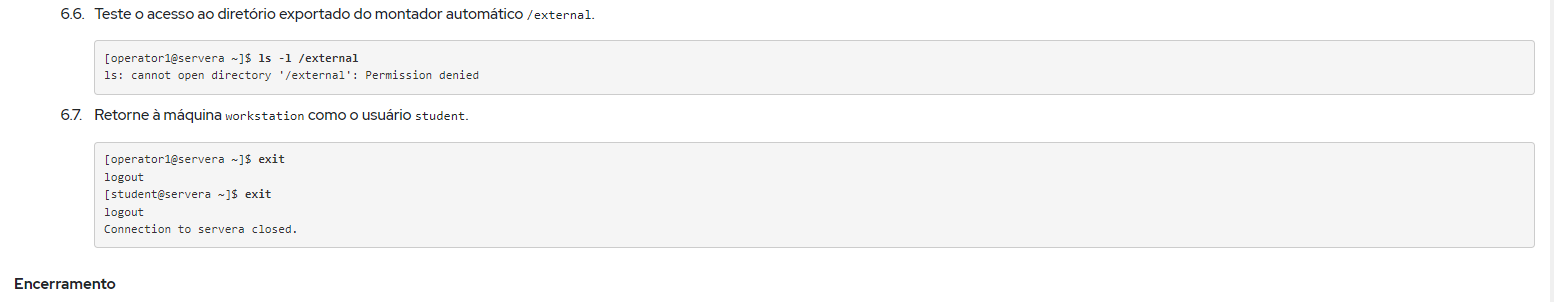 6.6. Teste o acesso ao diretório exportado do montador automático /external.
[operator1@servera ~]$ ls -l /external
ls: cannot open directory '/external': Permission denied
6.7. Retorne à máquina workstation como o usuário student.
[operator1@servera ~]$ exit
logout
[student@servera ~]$ exit
logout
Connection to servera closed.
Encerramento